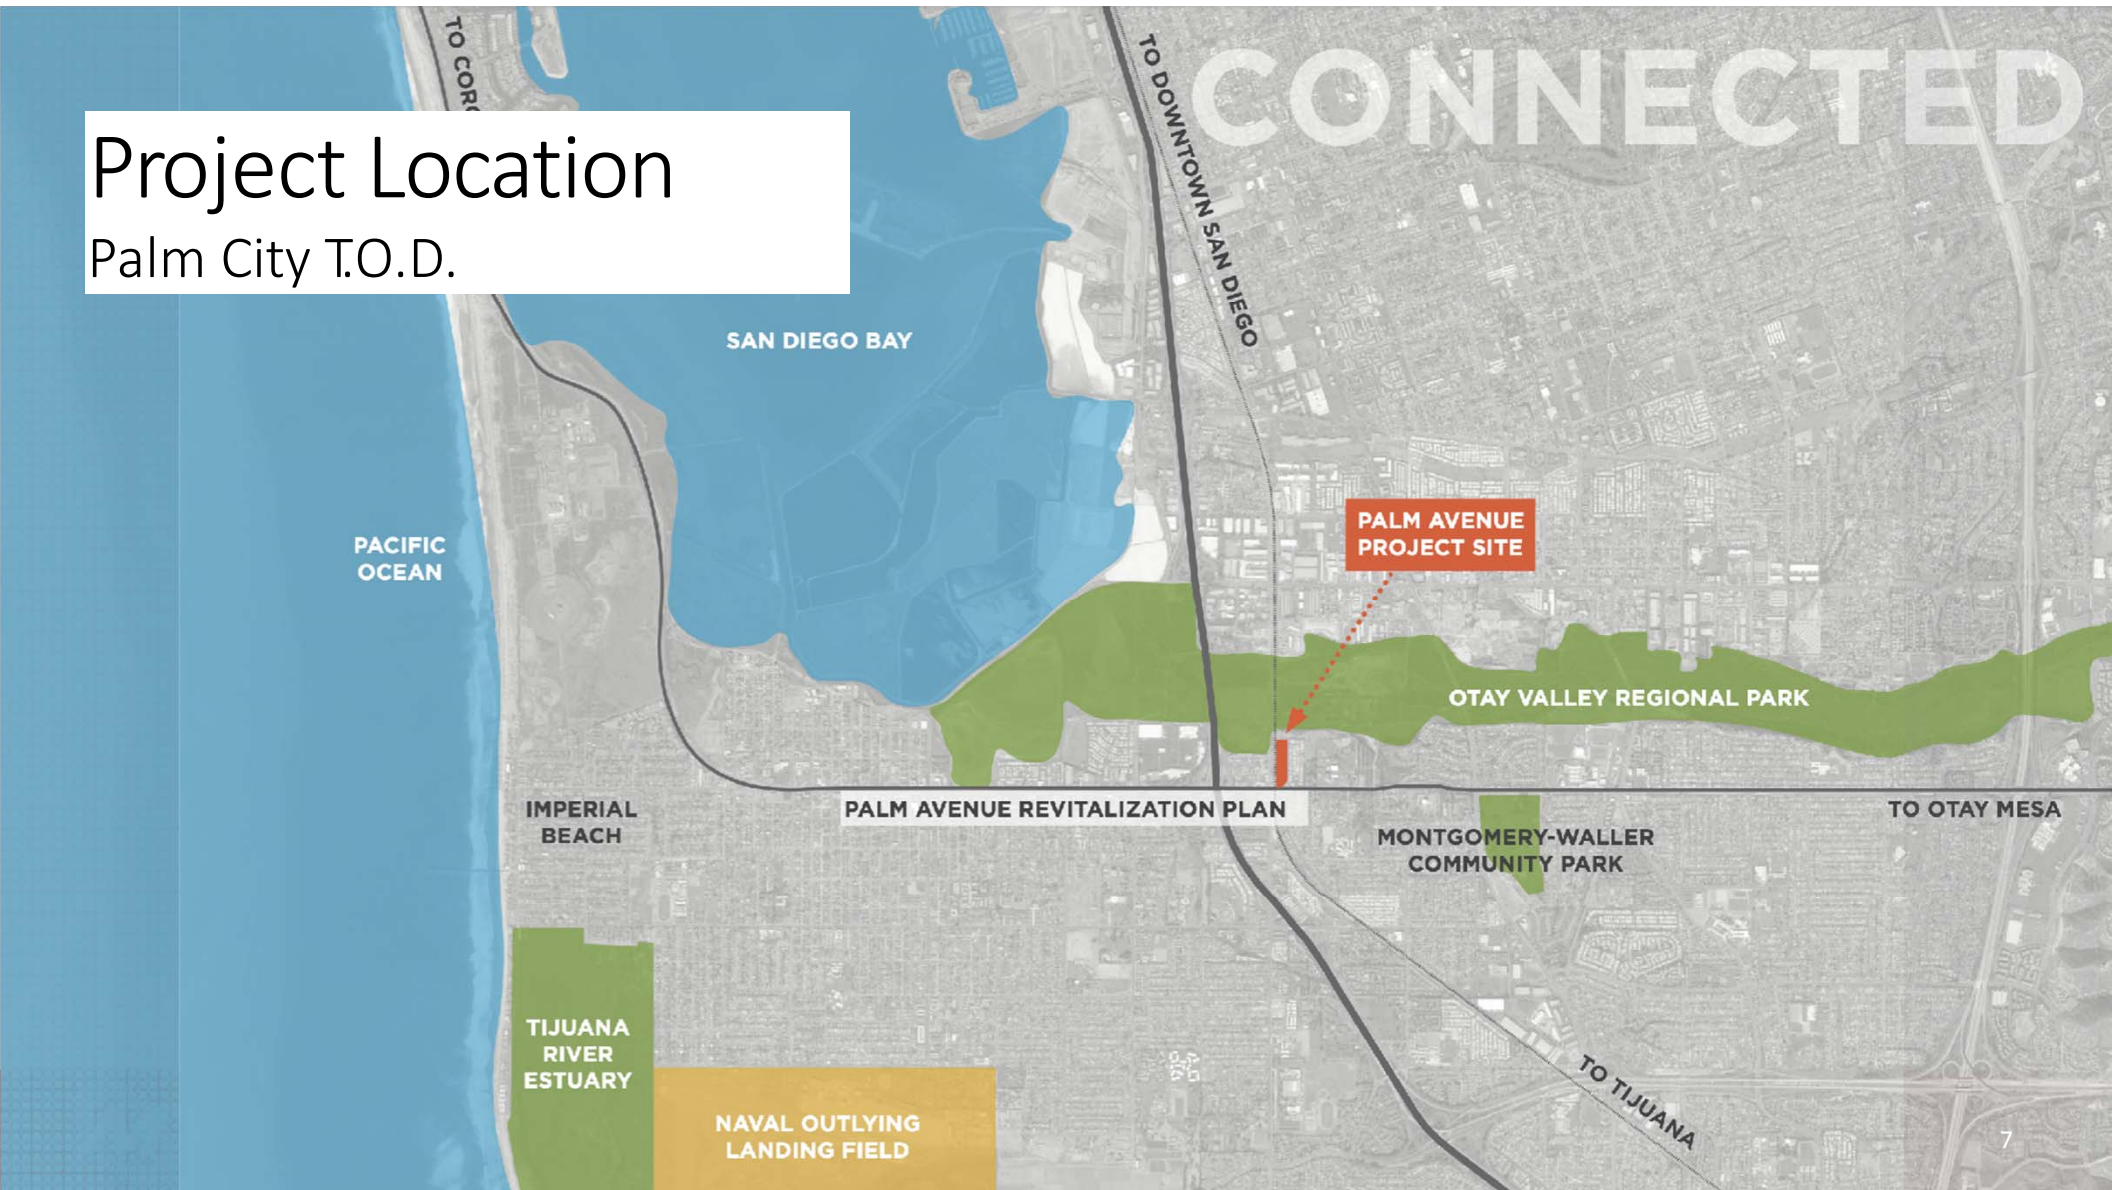 CONNECTED
TO CORO
TO DOWNTOWN SAN DIEGO
Project Location
Palm City T.O.D.
SAN DIEGO BAY
PACIFIC
OCEAN
PALM AVENUE
PROJECT SITE
OTAY VALLEY REGIONAL PARK
IMPERIAL
BEACH
PALM AVENUE REVITALIZATION PLAN
TO OTAY MESA
MONTGOMERY-WALLER
COMMUNITY PARK
TIJUANA
RIVER
ESTUARY
NAVAL OUTLYING
LANDING FIELD
TO TIJUANA
7